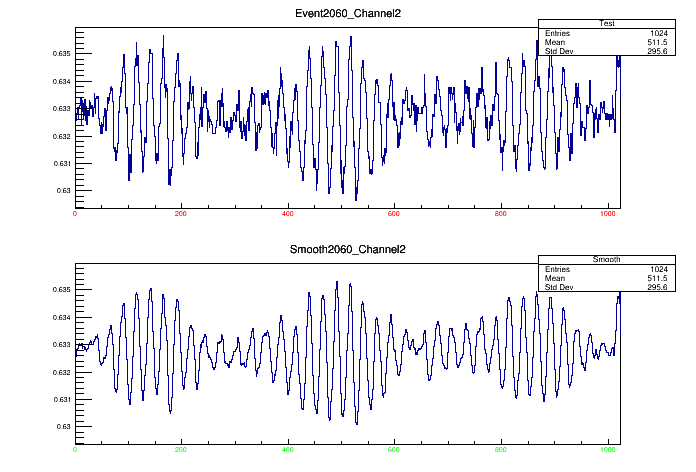 Event2060_Channel2
Test
Entries 1024
Mean 511.5
Std Dev 295.6
0.635
0.634
0.633
0.632
0.631
0.63
0 200 400 600 800 1000
Smooth2060_Channel2
Smooth
Entries 1024
Mean 511.5
Std Dev 295.6
0.635
0.634
0.633
0.632
0.631
0.63
0 200 400 600 800 1000